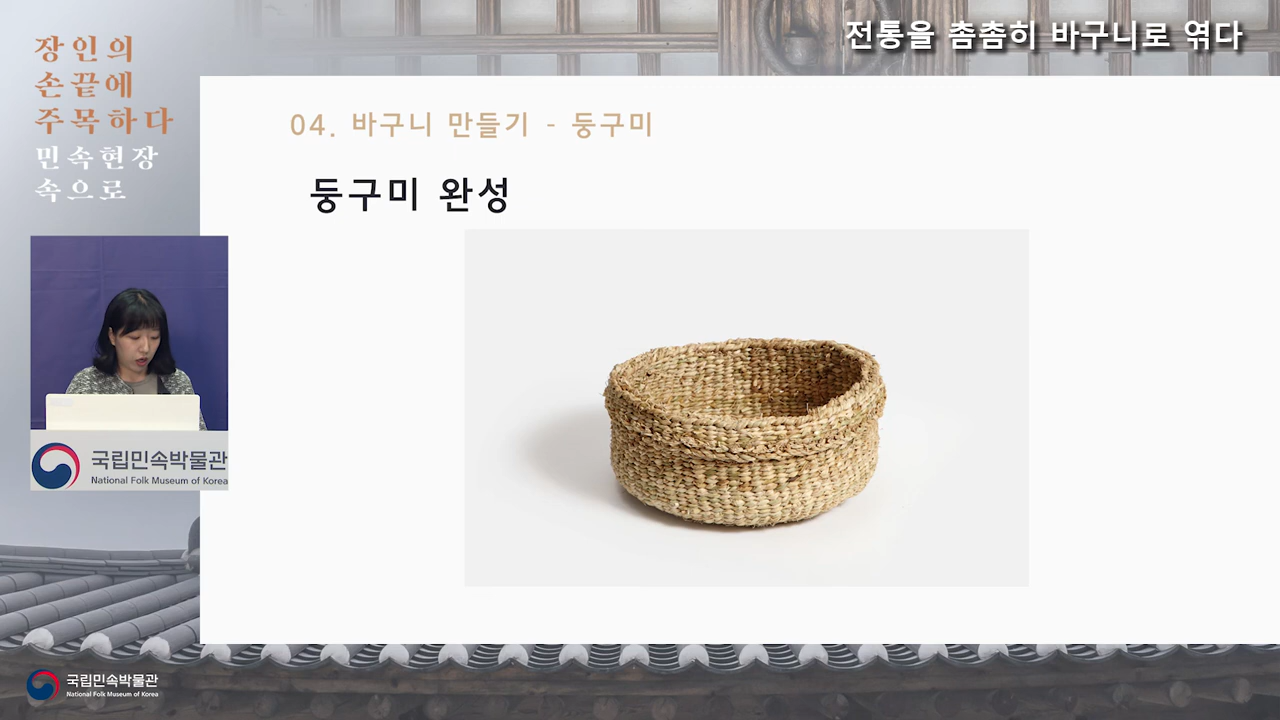 장인의
손끝에
주목하다
민속현장
속으로
전통을 촘촘히 바구니로 엮다
04. 바구니 만들기 - 둥구미
둥구미 완성
국립민속박물관
National Folk Museum of Korea
국립민속박물관
National Folk Museum of Korea